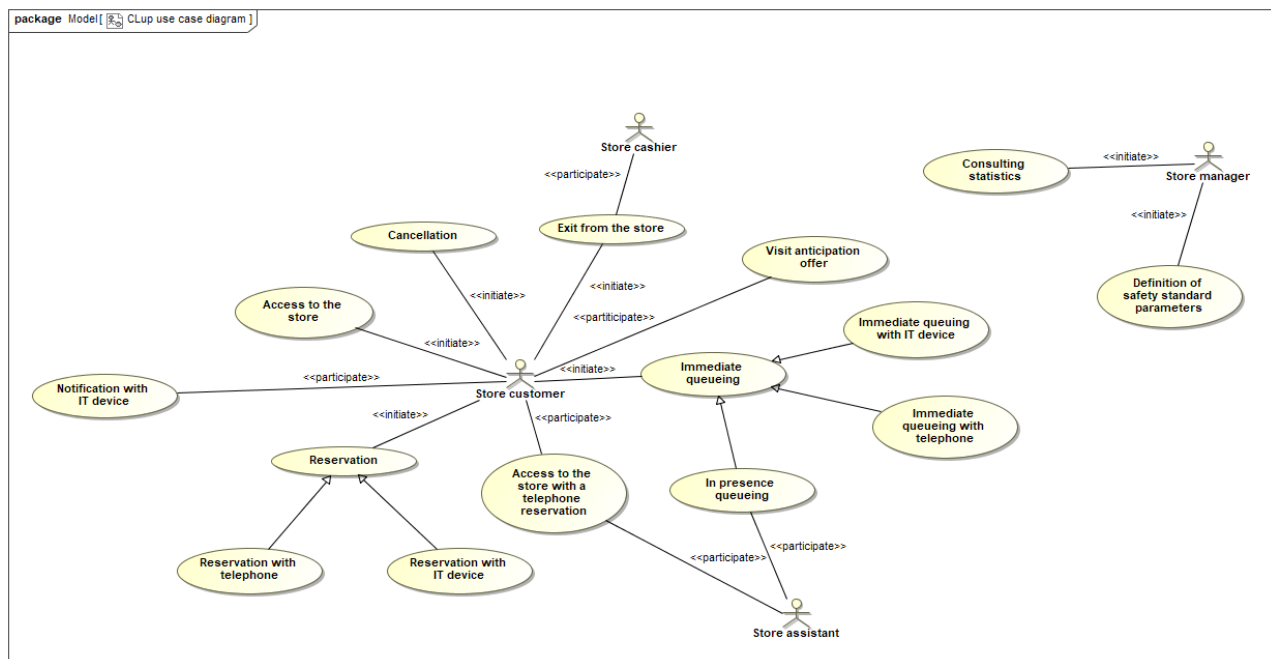 package Model[ CLup use case diagram ]
Store cashier
<<participate>>
Consulting
statistics
<<initiate>>
Store manager
<<initiate>>
Cancellation
Exit from the store
Visit anticipation
offer
Definition of
safety standard
parameters
Access to the
store
<<initiate>>
<<initiate>>
<<partiticipate>>
Immediate queuing
with IT device
<<initiate>>
Notification with
IT device
<<participate>>
Store customer
<<initiate>>
Immediate
queueing
<<initiate>>
<<participate>>
Immediate
queueing with
telephone
Reservation
Access to the
store with a
telephone
reservation
In presence
queueing
Reservation with
telephone
Reservation with
IT device
<<participate>>
<<participate>>
Store assistant